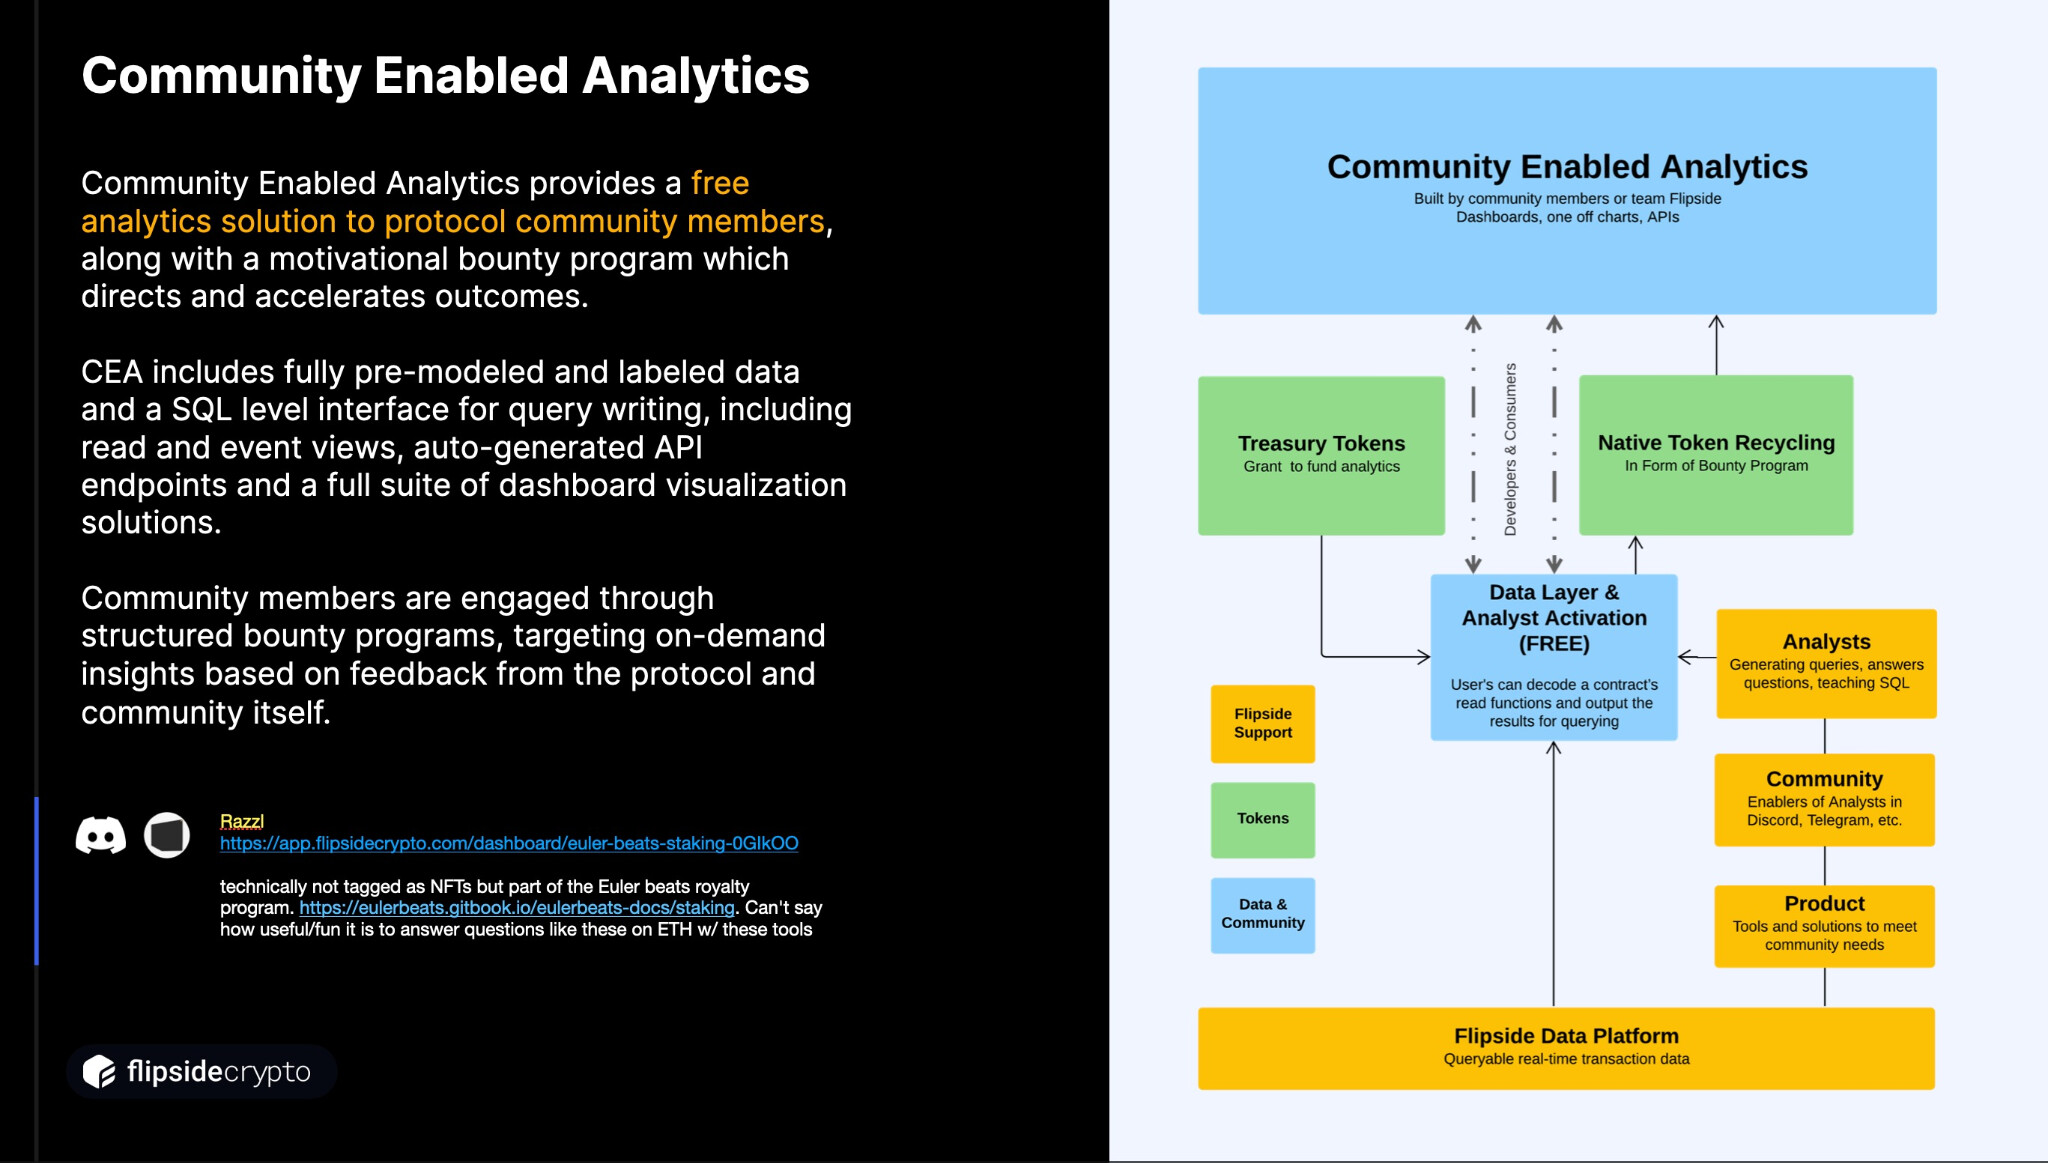 Community Enabled Analytics
Community Enabled Analytics provides a free
analytics solution to protocol community members,
along with a motivational bounty program which
directs and accelerates outcomes.
CEA includes fully pre-modeled and labeled data
and a SQL level interface for query writing, including
read and event views, auto-generated API
endpoints and a full suite of dashboard visualization
solutions.
Community members are engaged through
structured bounty programs, targeting on-demand
insights based on feedback from the protocol and
community itself.
Razzl
https://app.flipsidecrypto.com/dashboard/euler-beats-staking-0GIkOO
technically not tagged as NFTs but part of the Euler beats royalty
program. https://eulerbeats.gitbook.io/eulerbeats-docs/staking. Can't say
how useful/fun it is to answer questions like these on ETH w/ these tools
flipsidecrypto
Community Enabled Analytics
Built by community members or team Flipside
Dashboards, one off charts, APIs
Treasury Tokens
Grant to fund analytics
Developers & Consumers
Native Token Recycling
In Form of Bounty Program
Data Layer &
Analyst Activation
(FREE)
User's can decode a contract's
read functions and output the
results for querying
Analysts
Generating queries, answers
questions, teaching SQL
Flipside
Support
Community
Enablers of Analysts in
Discord, Telegram, etc.
Tokens
Data &
Community
Product
Tools and solutions to meet
community needs
Flipside Data Platform
Queryable real-time transaction data